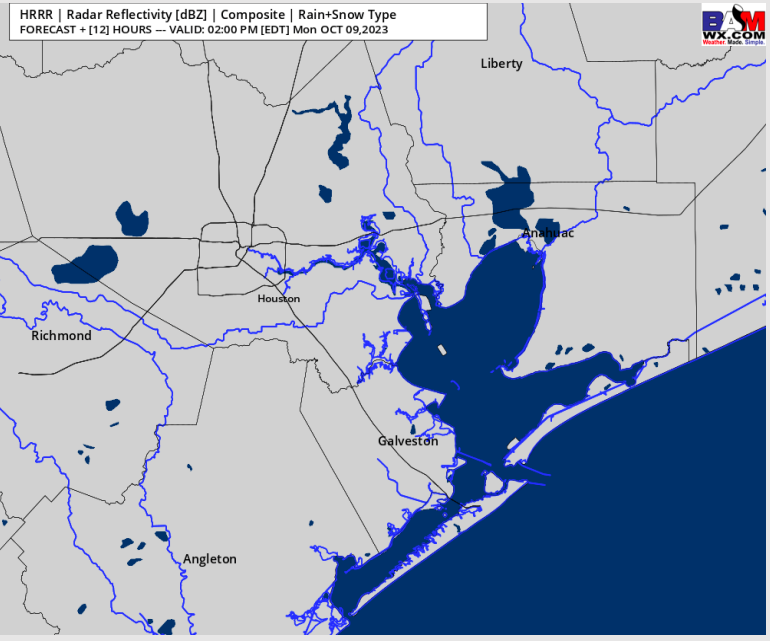 HRRR | Radar Reflectivity [dBZ] | Composite | Rain+Snow Type
FORECAST + [12] HOURS --- VALID: 02:00 PM [EDT] Mon OCT 09,2023
BAM
WX.COM
Weather. Made. Simple.
Liberty
Anahuac
Houston
Richmond
Galveston
Angleton